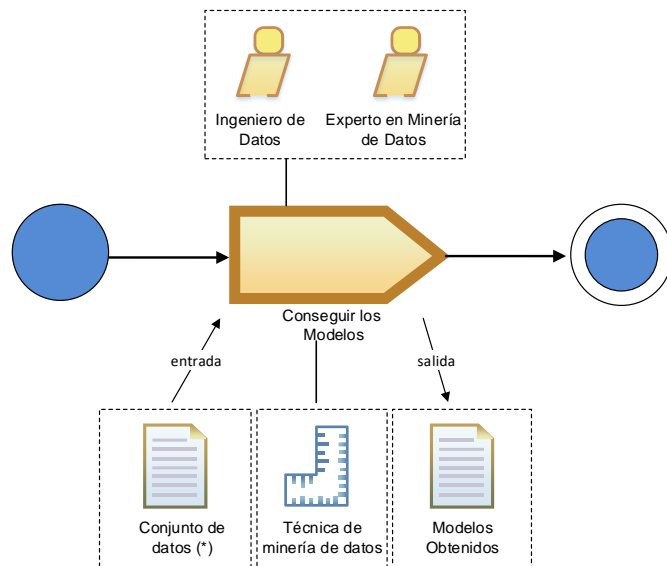 Ingeniero de
Datos
Experto en Minería
de Datos
Conseguir los
Modelos
entrada
salida
Conjunto de
datos (*)
Técnica de
minería de datos
Modelos
Obtenidos